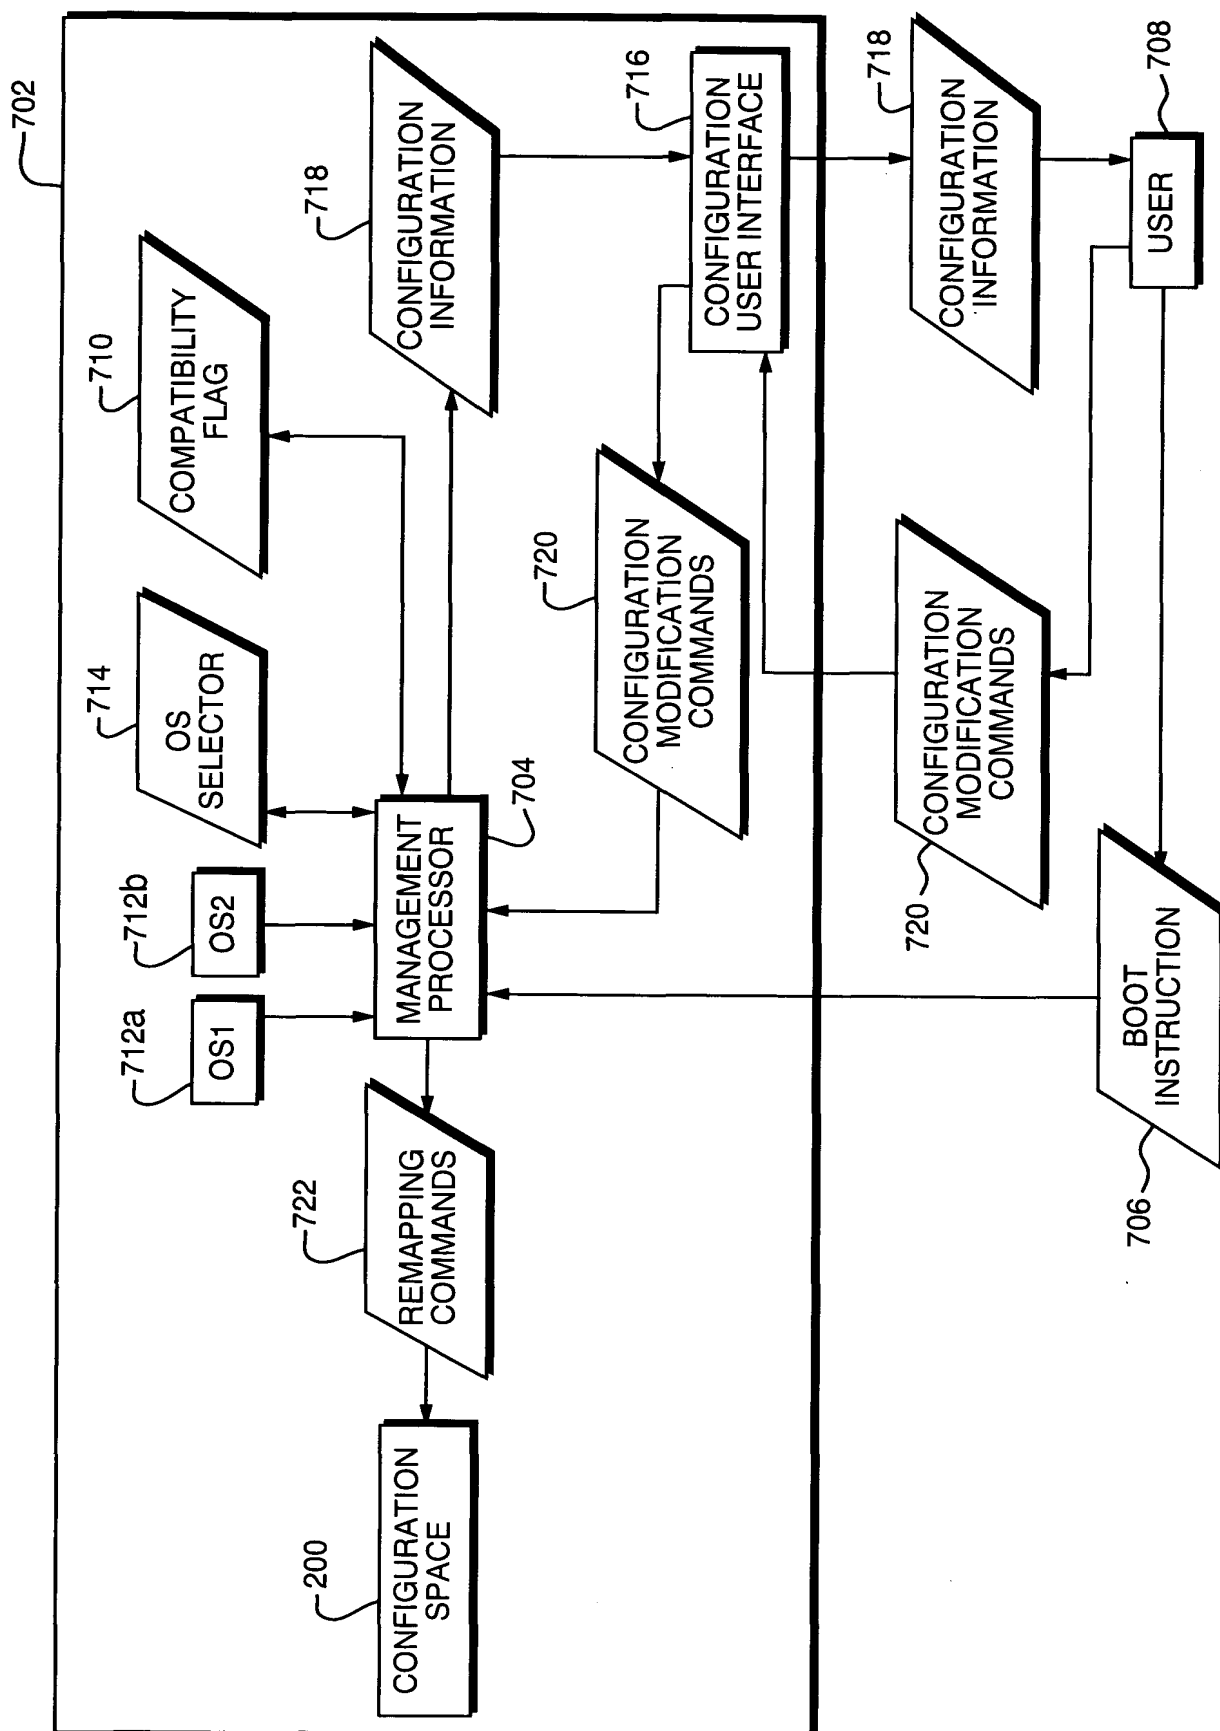 702
200
CONFIGURATION
SPACE
722
REMAPPING
COMMANDS
712a
OS1
712b
OS2
714
OS
SELECTOR
710
COMPATIBILITY
FLAG
MANAGEMENT
PROCESSOR
704
718
CONFIGURATION
INFORMATION
720
CONFIGURATION
MODIFICATION
COMMANDS
716
CONFIGURATION
USER INTERFACE
706
BOOT
INSTRUCTION
720
CONFIGURATION
MODIFICATION
COMMANDS
718
CONFIGURATION
INFORMATION
708
USER